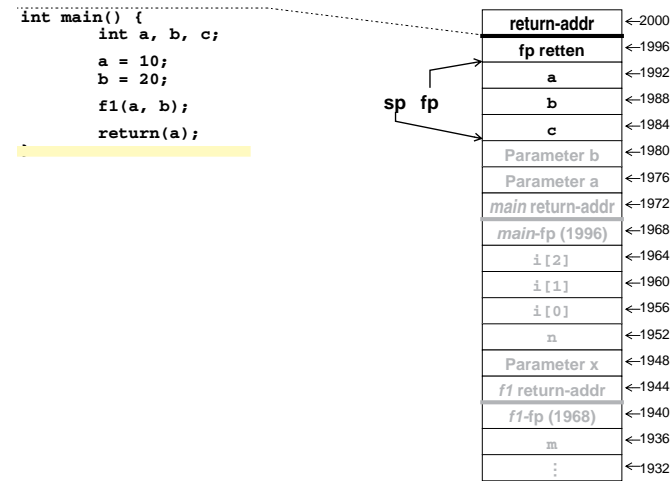 int main() {
int a, b, c;
a = 10;
b = 20;
f1(a, b);
return(a);
}
sp fp
return-addr
←2000
fp retten
←1996
a
←1992
b
←1988
c
←1984
Parameter b
←1980
Parameter a
←1976
main return-addr
←1972
main-fp (1996)
←1968
i[2]
←1964
i[1]
←1960
i[0]
←1956
n
←1952
Parameter x
←1948
f1 return-addr
←1944
f1-fp (1968)
←1940
m
←1936
⋮
←1932